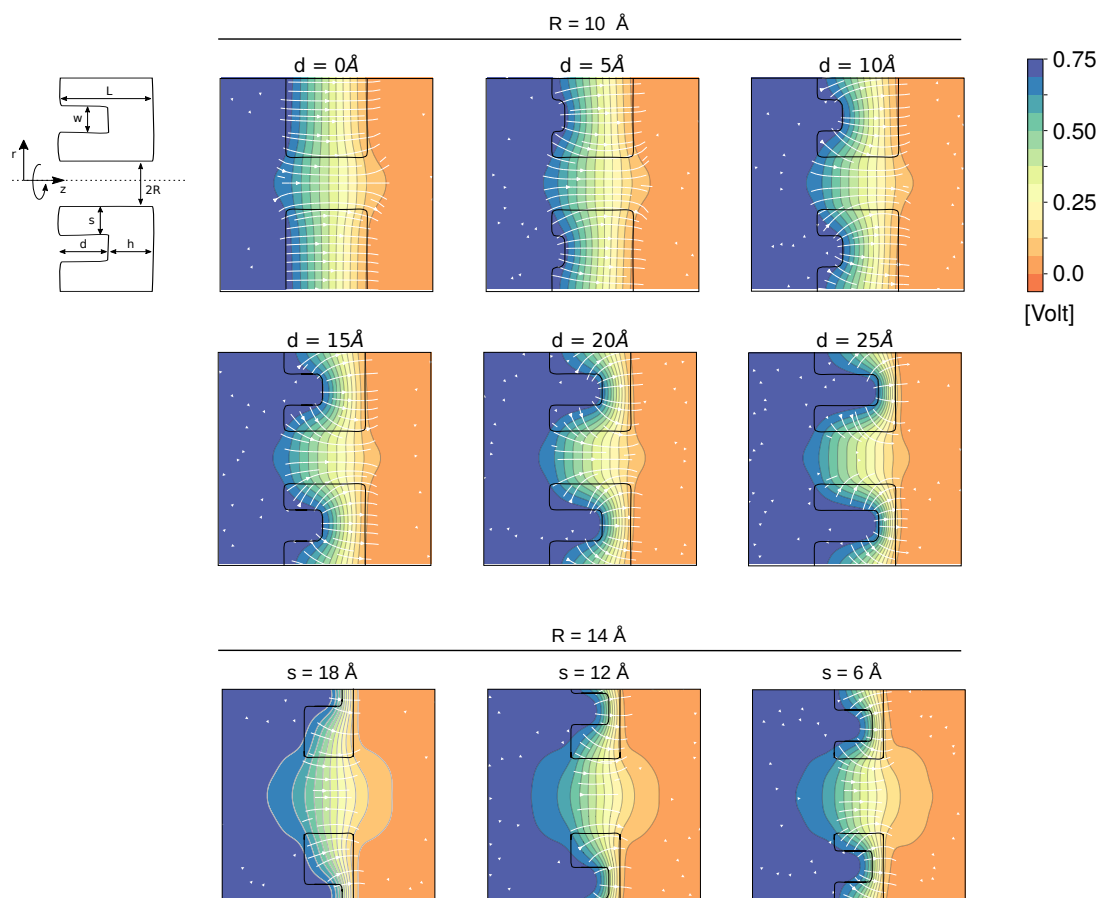 R = 10 Å
d = 0Å
d = 5Å
d = 10Å
0.75
0.50
0.25
0.0
[Volt]
L
w
r
z
2R
s
d
h
d = 15Å
d = 20Å
d = 25Å
R = 14 Å
s = 18 Å
s = 12 Å
s = 6 Å